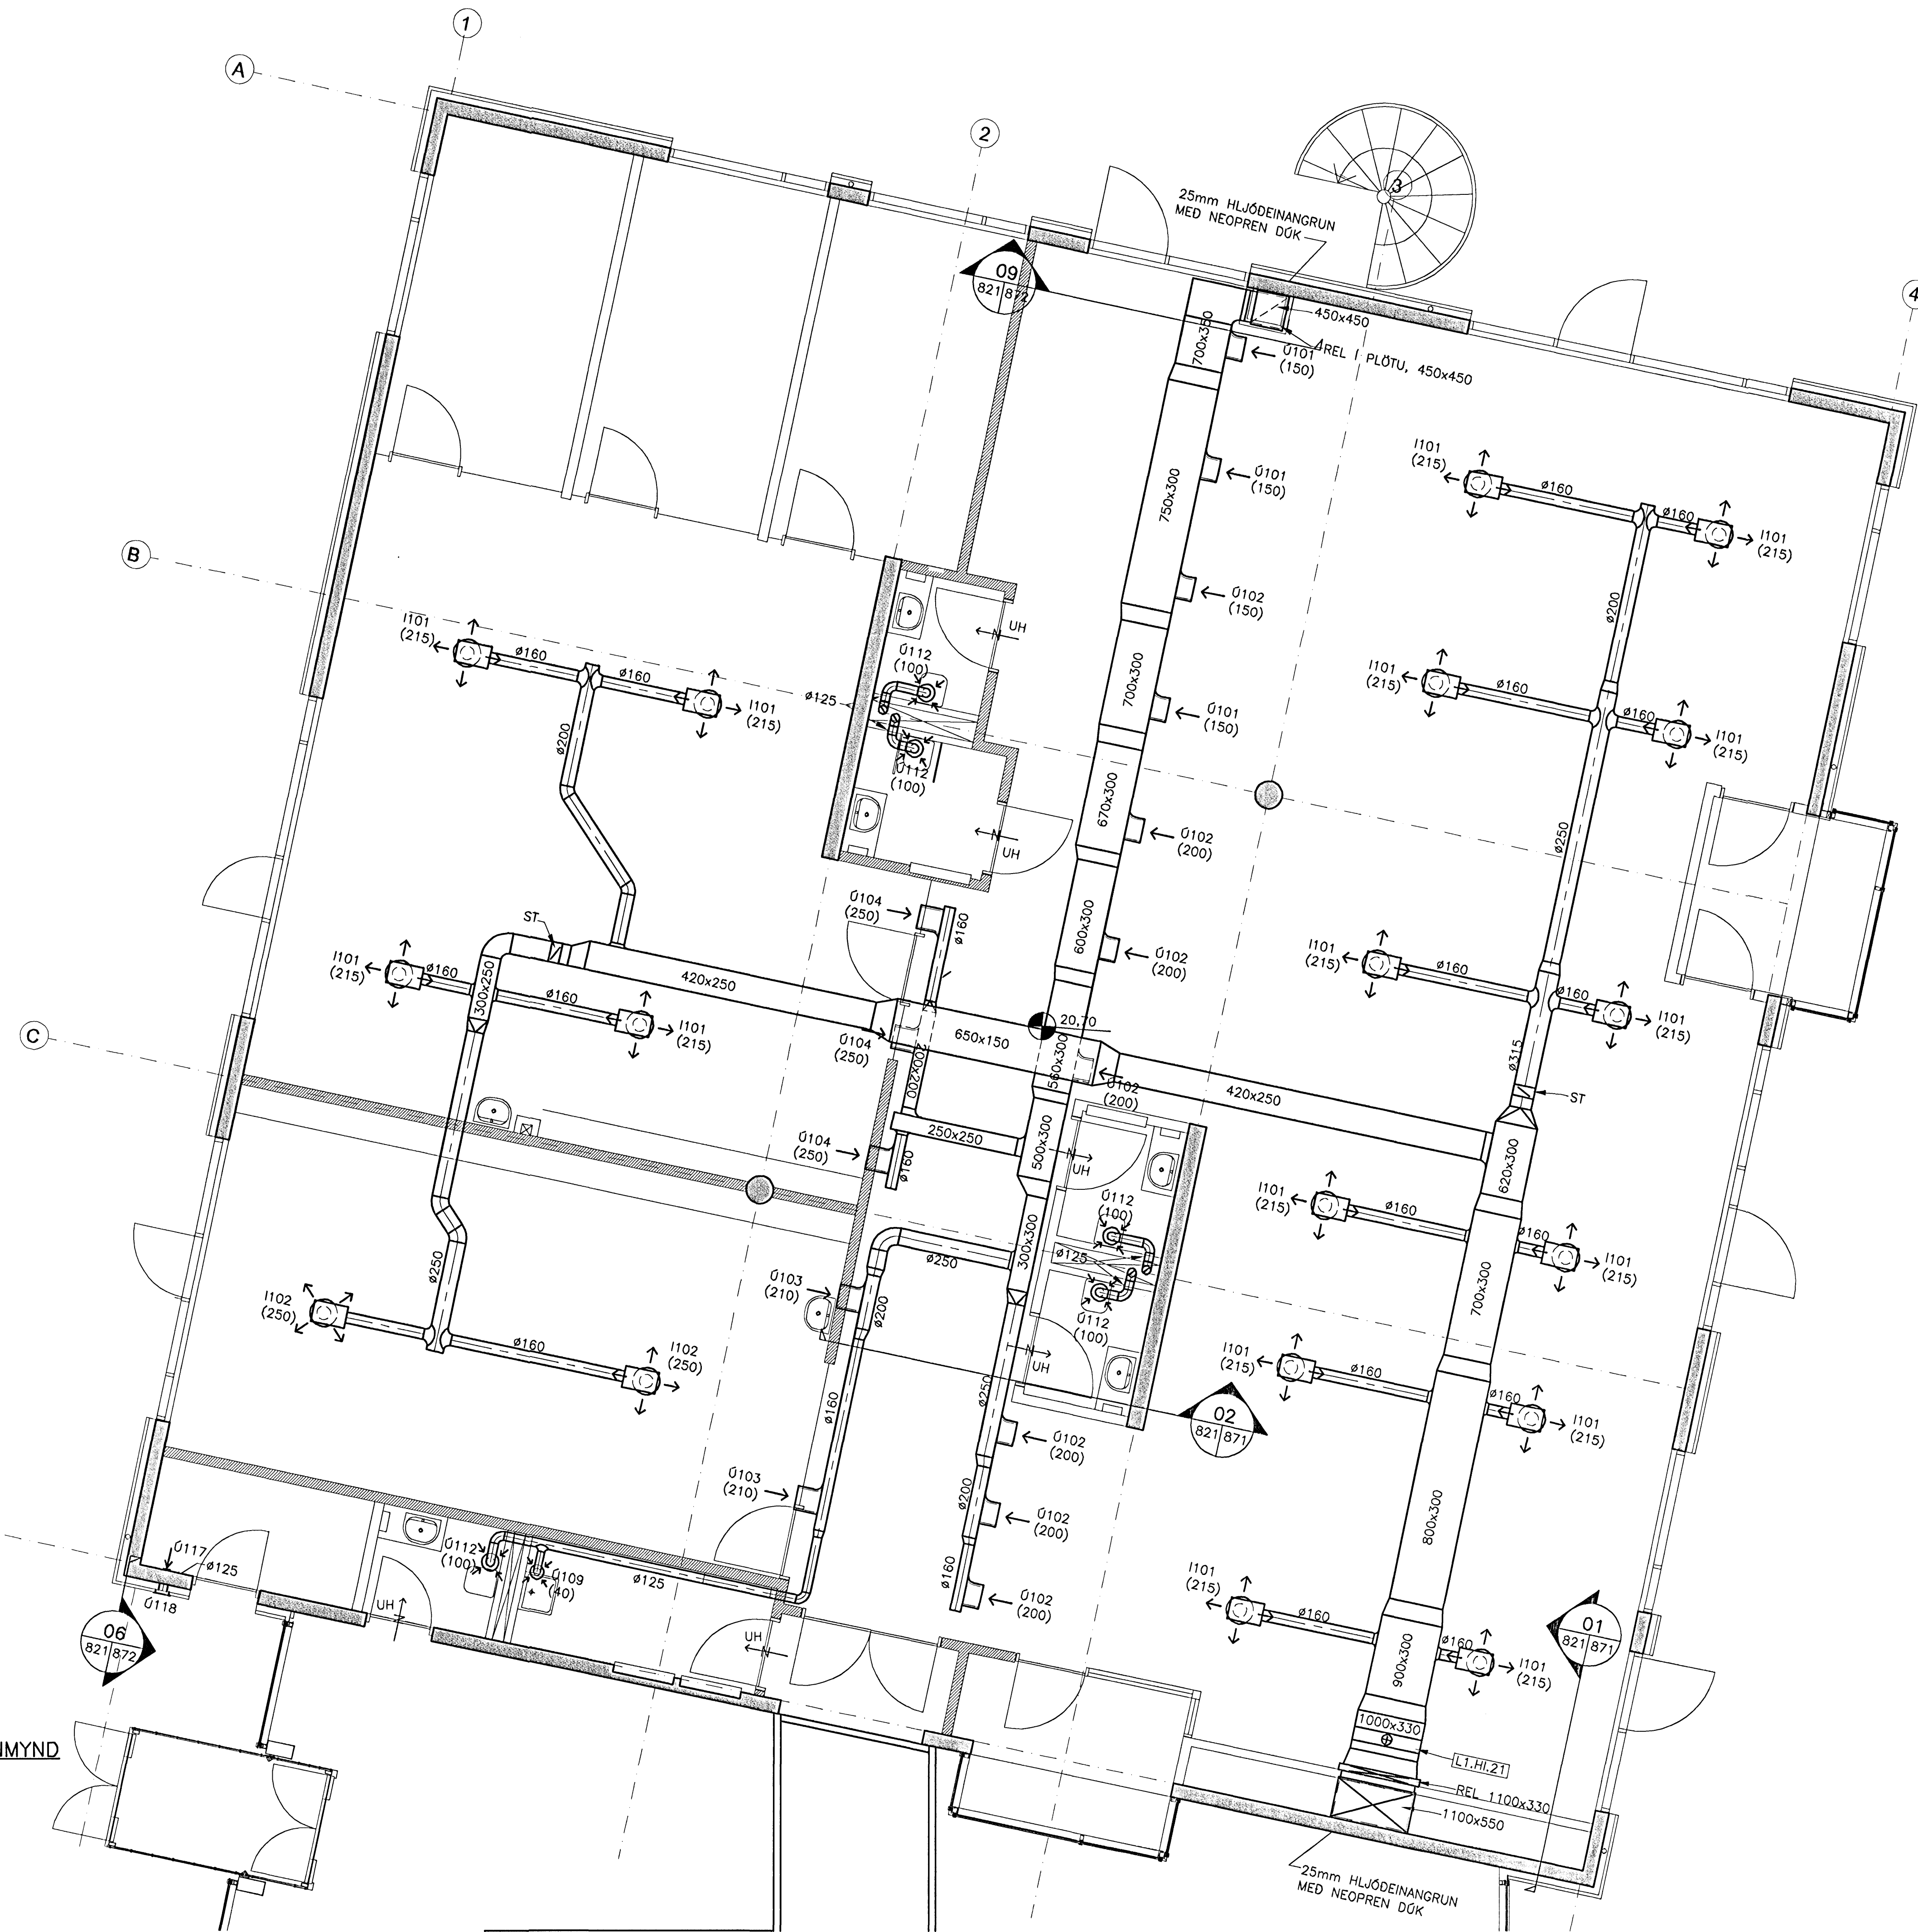 1
A
2
3
4
25mm HLJÓÐEINANGRUN
MED NEOPREN DÚK
09
821 872
450x450
REL Í PLÖTU, 450x450
700x350
Ú101
(150)
I101
(215)
Ø160
Ø160
I101
(215)
750x300
Ú101
(150)
B
Ú102
(150)
Ø200
UH
I101
(215)
Ø160
Ø160
I101
(215)
Ø200
Ú112
(100)
Ø125
Ú112
(100)
UH
700x300
Ú101
(150)
I101
(215)
Ø160
Ø160
I101
(215)
670x300
Ú102
(200)
Ø250
ST
Ú104
(250)
Ø160
600x300
Ú102
(200)
I101
(215)
Ø160
300x250
Ø160
I101
(215)
420x250
Ú104
(250)
650x150
20,70
I101
(215)
Ø160
Ø160
I101
(215)
C
200x200
560x300
Ú102
(200)
420x250
Ø315
ST
Ú104
(250)
Ø160
250x250
500x300
UH
620x300
Ú112
(100)
Ø125
Ú112
(100)
UH
I101
(215)
Ø160
Ø160
I101
(215)
Ø250
Ú103
(210)
Ø250
300x300
Ø200
700x300
I102
(250)
Ø160
I102
(250)
Ø160
Ø250
I101
(215)
Ø160
Ø160
I101
(215)
02
821 871
Ú102
(200)
Ú103
(210)
Ø200
Ú102
(200)
800x300
Ú117
Ø125
Ú118
Ú112
(100)
Ú109
(40)
Ø125
UH
UH
Ø160
Ú102
(200)
I101
(215)
Ø160
Ø160
I101
(215)
06
821 872
01
821 871
900x300
1000x330
L1.HI.21
REL 1100x330
1100x550
25mm HLJÓÐEINANGRUN
MED NEOPREN DÚK
NMYND